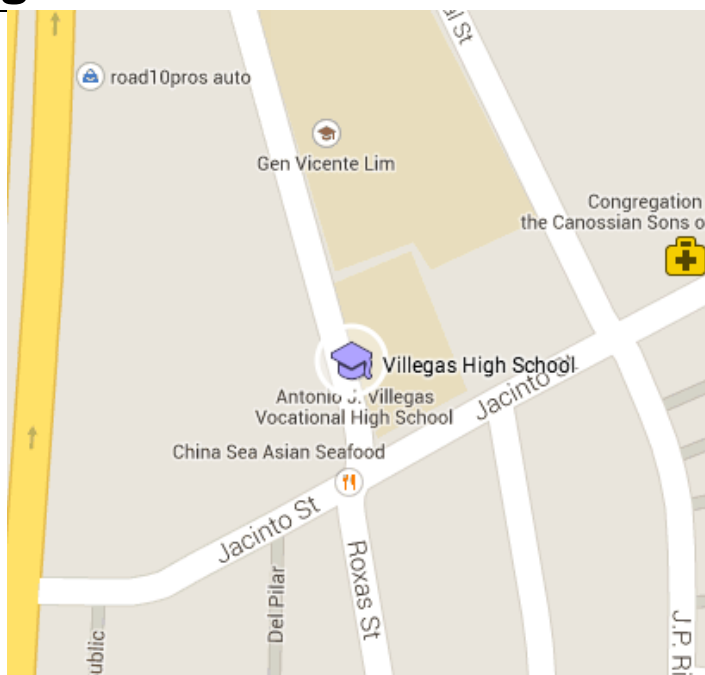 road10pros auto
Gen Vicente Lim
Congregation
the Canossian Sons
Villegas High School
Antonio J. Villegas
Vocational High School
Jacinto St
China Sea Asian Seafood
Jacinto St
Roxas St
Del Pilar
J.P.
St